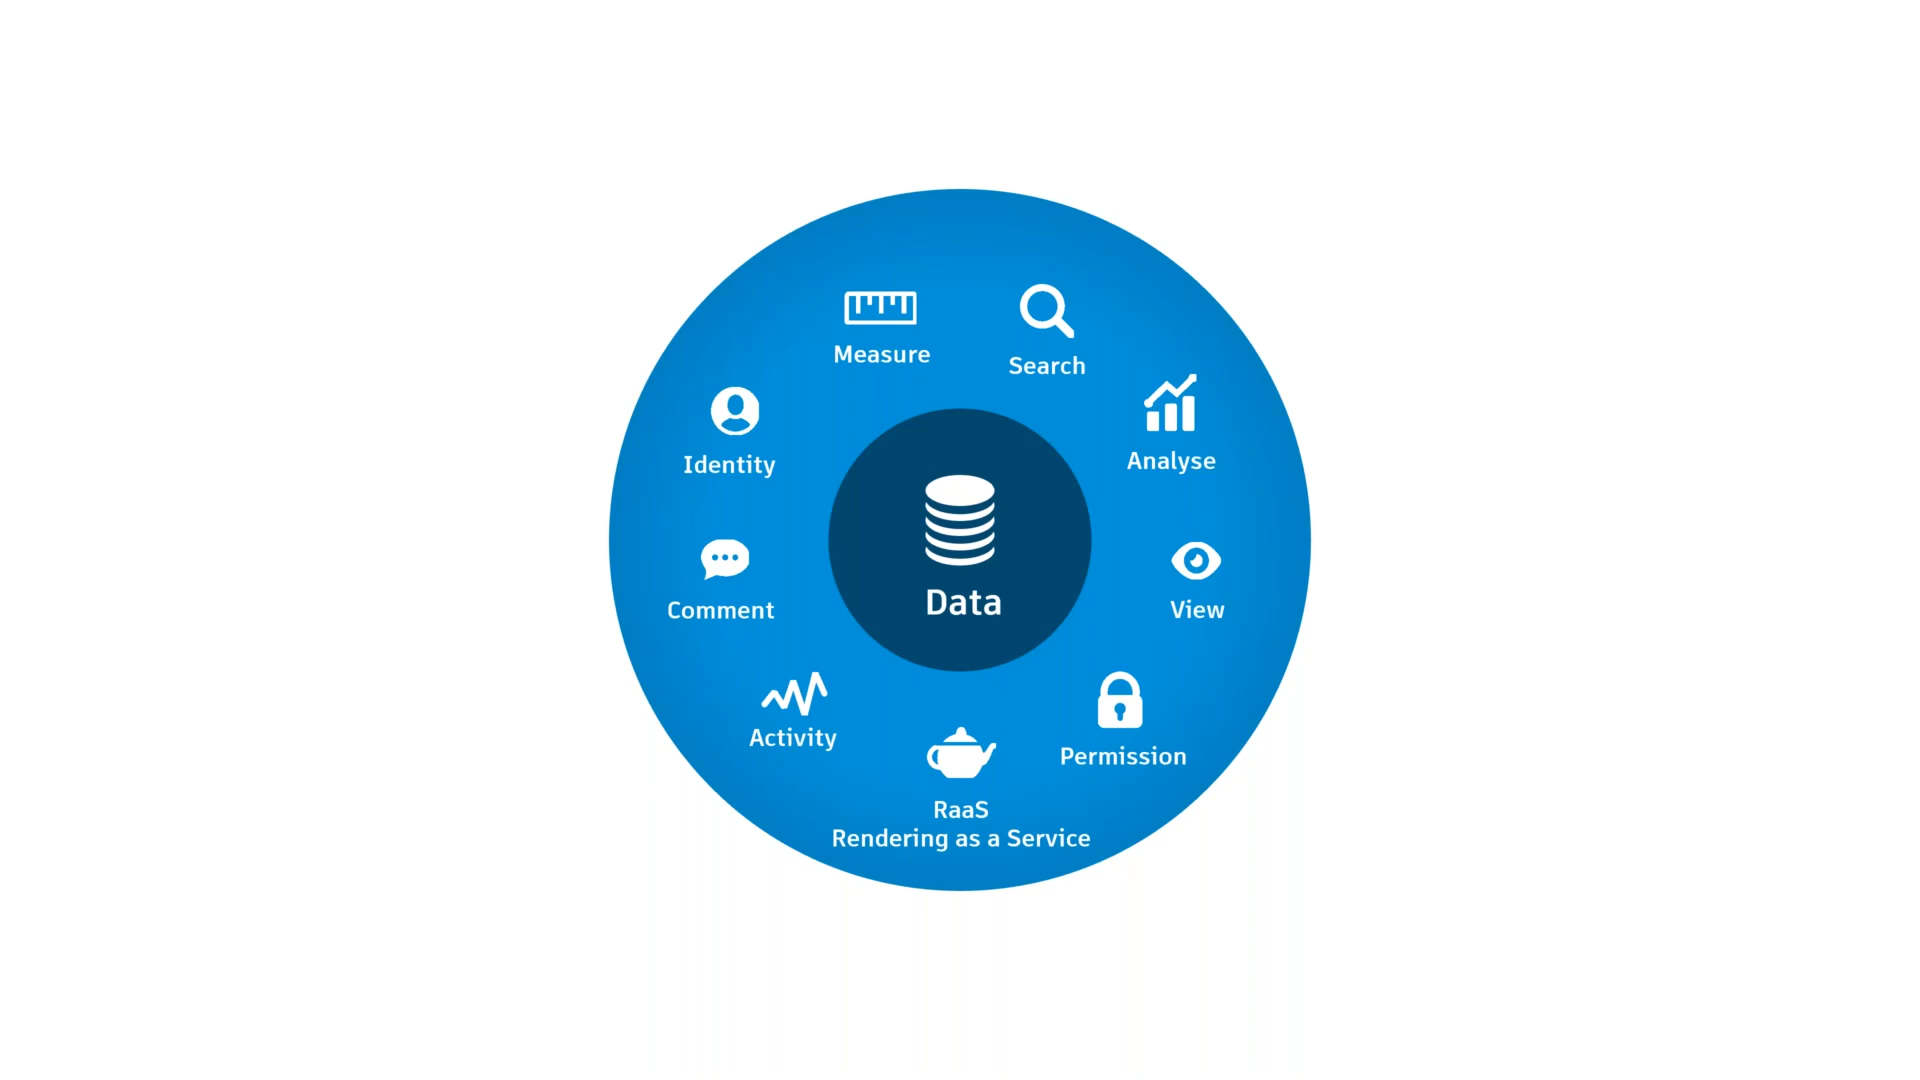 Measure
Search
Identity
Analyse
Data
Comment
View
Activity
Permission
RaaS
Rendering as a Service